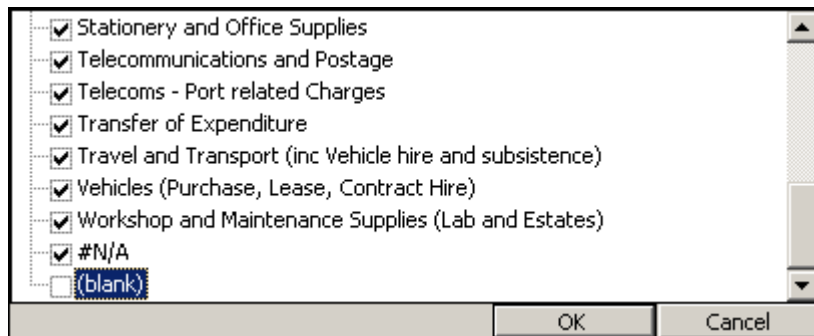 Stationery and Office Supplies
Telecommunications and Postage
Telecoms - Port related Charges
Transfer of Expenditure
Travel and Transport (inc Vehicle hire and subsistence)
Vehicles (Purchase, Lease, Contract Hire)
Workshop and Maintenance Supplies (Lab and Estates)
#N/A
(blank)
OK Cancel